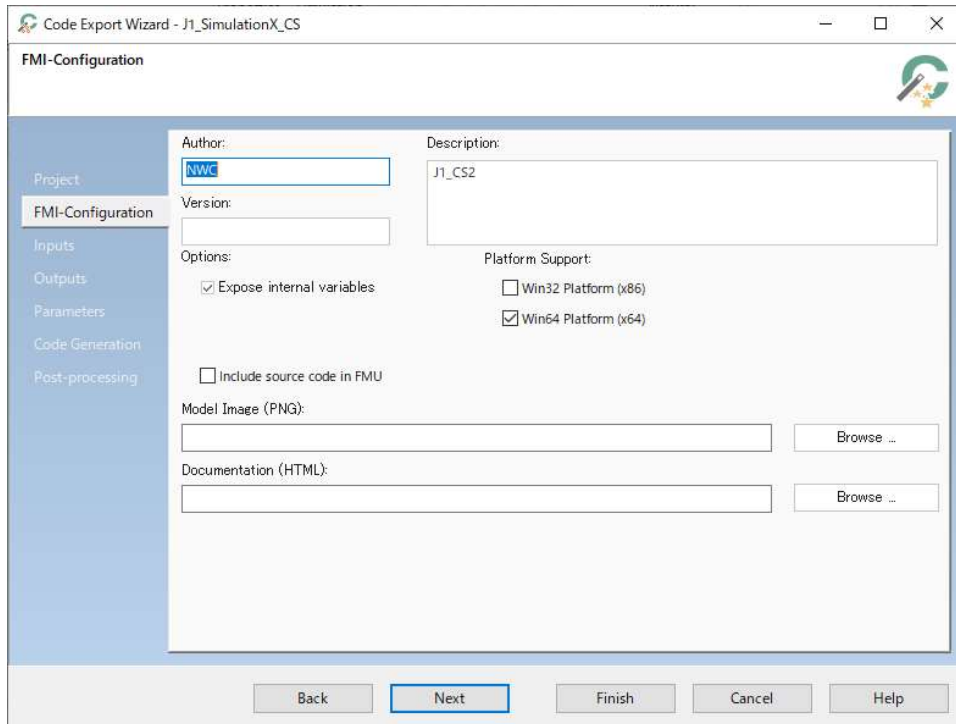 Code Export Wizard - J1_SimulationX_CS
FMI-Configuration
Project
FMI-Configuration
Inputs
Outputs
Parameters
Code Generation
Post-processing
Author:
NWC
Description:
J1_CS2
Version:
Options:
Expose internal variables
Platform Support:
Win32 Platform (x86)
Win64 Platform (x64)
Include source code in FMU
Model Image (PNG):
Browse ...
Documentation (HTML):
Browse ...
Back
Next
Finish
Cancel
Help